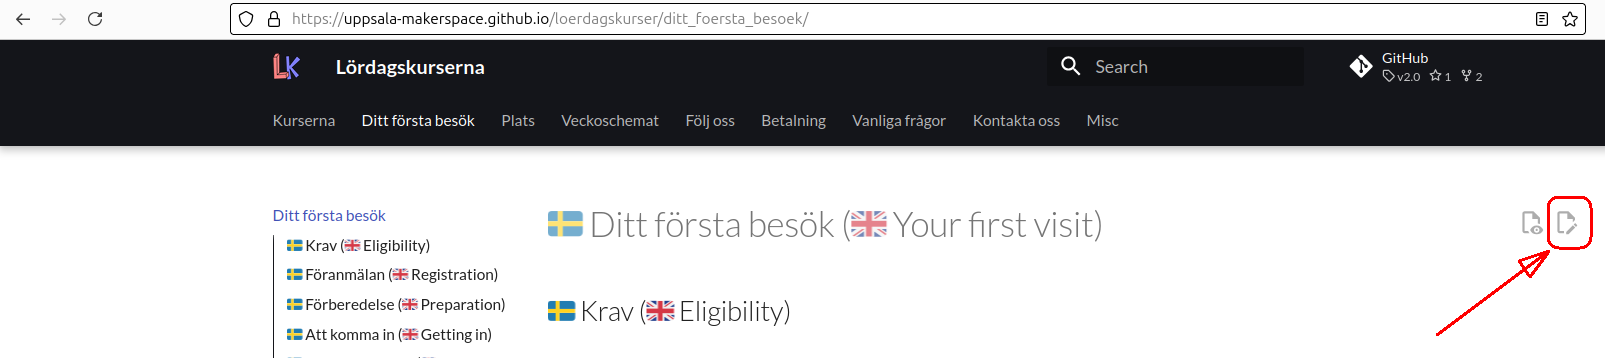 https://uppsala-makerspace.github.io/loerdagskurser/ditt_foersta_besoek/
LK Lördagskurserna Search GitHub
v2.0 1 2
Kurserna Ditt första besök Plats Veckoschemat Följ oss Betalning Vanliga frågor Kontakta oss Misc
Ditt första besök
Krav (Eligibility)
Föranmälan (Registration)
Förberedelse (Preparation)
Att komma in (Getting in)
Ditt första besök (Your first visit)
Krav (Eligibility)